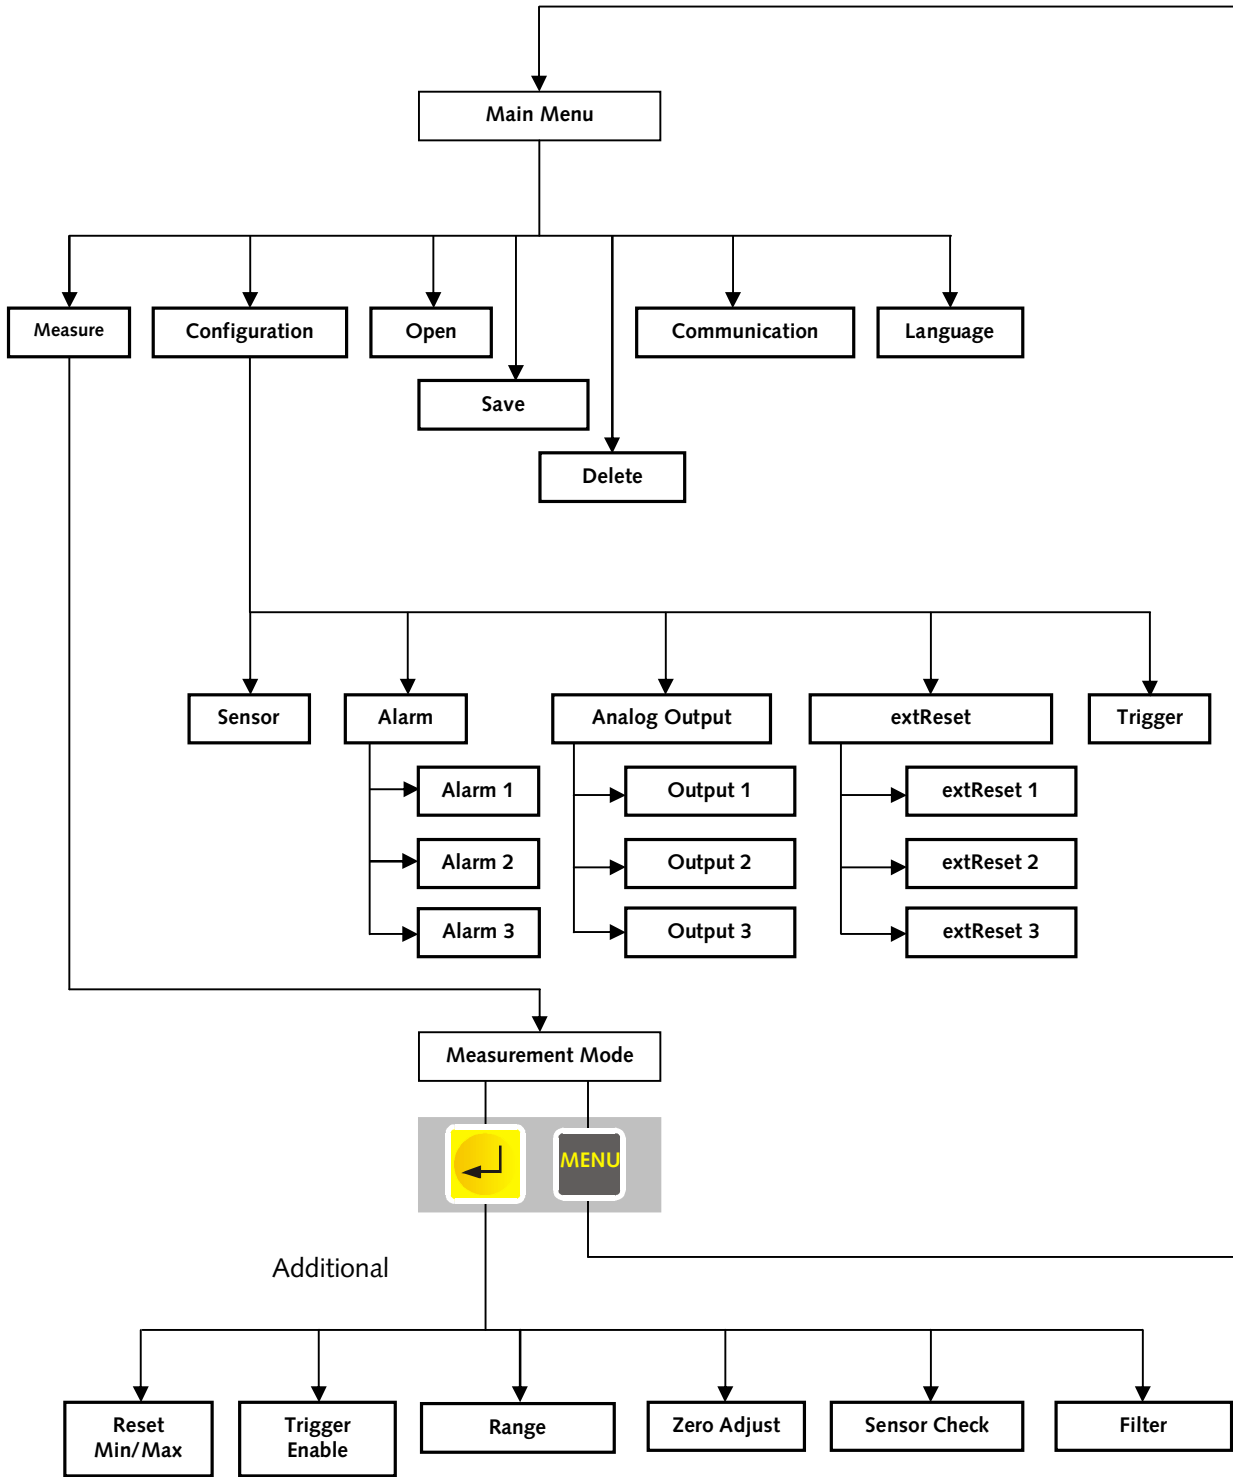 Main Menu
Measure
Configuration
Open
Communication
Language
Save
Delete
Sensor
Alarm
Analog Output
extReset
Trigger
Alarm 1
Output 1
extReset 1
Alarm 2
Output 2
extReset 2
Alarm 3
Output 3
extReset 3
Measurement Mode
MENU
Additional
Reset
Min/Max
Trigger
Enable
Range
Zero Adjust
Sensor Check
Filter